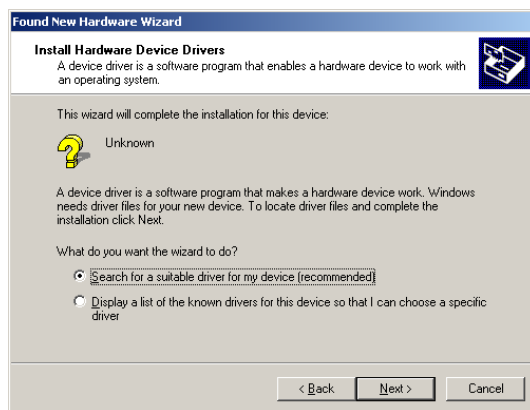 Found New Hardware Wizard
Install Hardware Device Drivers
A device driver is a software program that enables a hardware device to work with
an operating system.
This wizard will complete the installation for this device:
Unknown
A device driver is a software program that makes a hardware device work. Windows
needs driver files for your new device. To locate driver files and complete the
installation click Next.
What do you want the wizard to do?
Search for a suitable driver for my device (recommended)
Display a list of the known drivers for this device so that I can choose a specific
driver
< Back
Next >
Cancel